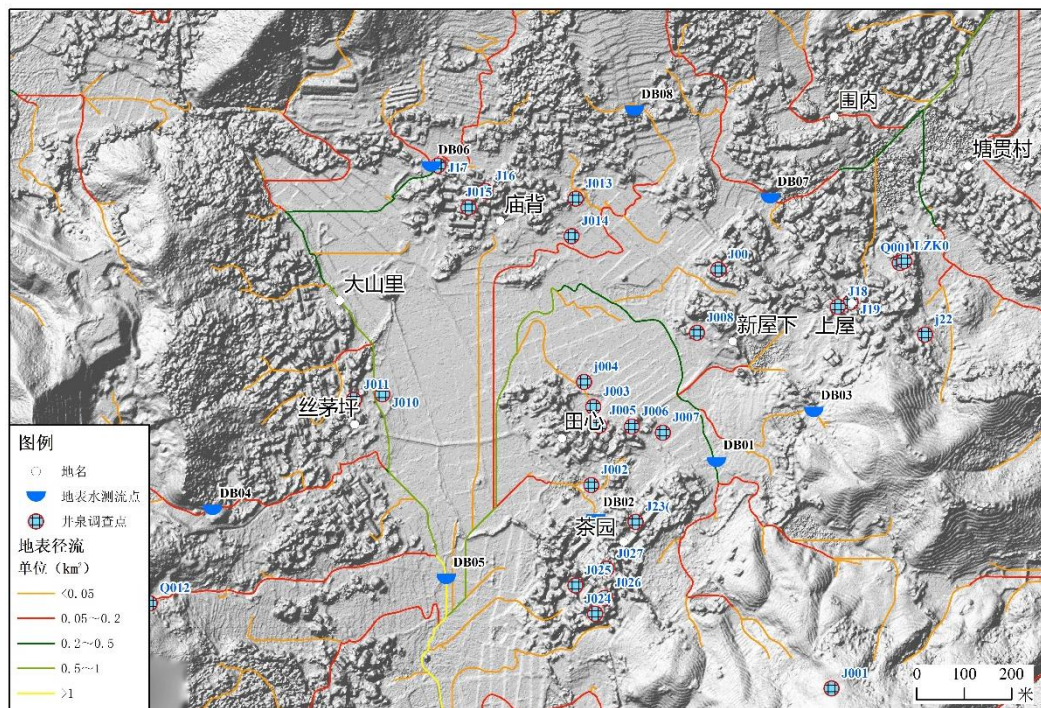 DB08
围内
塘贯村
DB06
J17
J16
J015
J013
DB07
庙背
J014
Q001
LZK0
J00
大山里
J18
J19
J008
新屋下
上屋
j22
j004
J011
J010
J003
丝茅坪
田心
J005
J006
J007
DB03
DB01
J002
DB04
DB02
J23(
茶园
J027
DB05
J025
J026
Q012
J024
J001
图例
地名
地表水测流点
井泉调查点
地表径流
单位（km²）
<0.05
0.05～0.2
0.2～0.5
0.5～1
>1
0 100 200
米